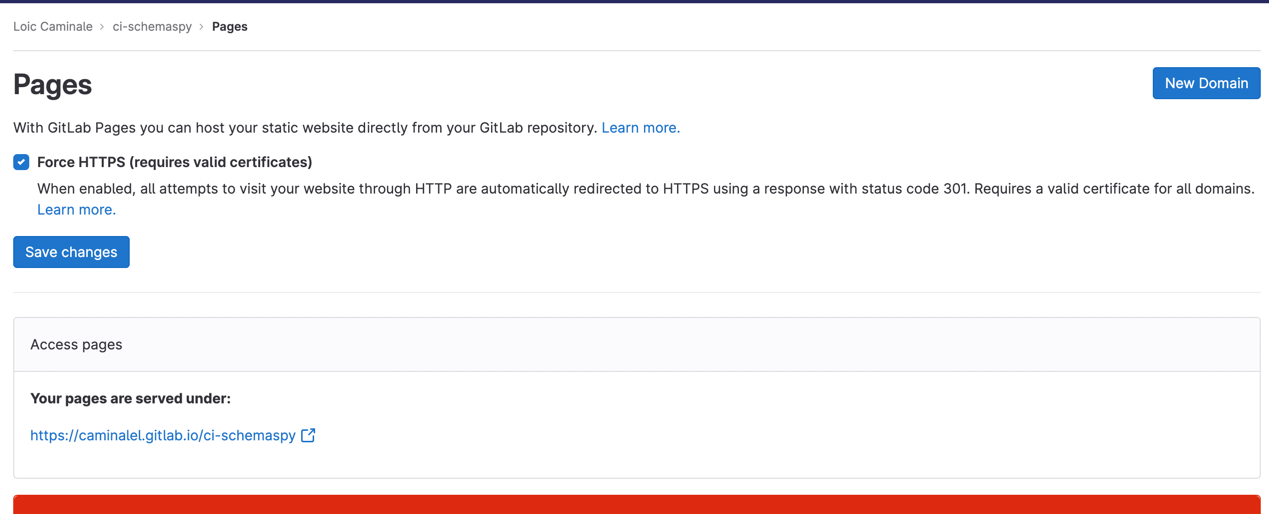 Loic Caminale > ci-schemaspy > Pages
Pages
New Domain
With GitLab Pages you can host your static website directly from your GitLab repository. Learn more.
Force HTTPS (requires valid certificates)
When enabled, all attempts to visit your website through HTTP are automatically redirected to HTTPS using a response with status code 301. Requires a valid certificate for all domains.
Learn more.
Save changes
Access pages
Your pages are served under:
https://caminalel.gitlab.io/ci-schemaspy